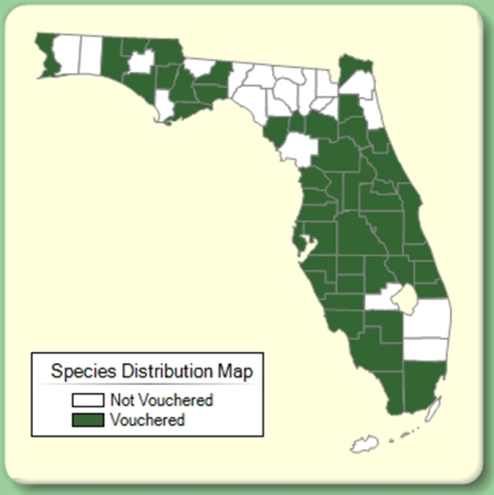 Species Distribution Map
Not Vouchered
Vouchered